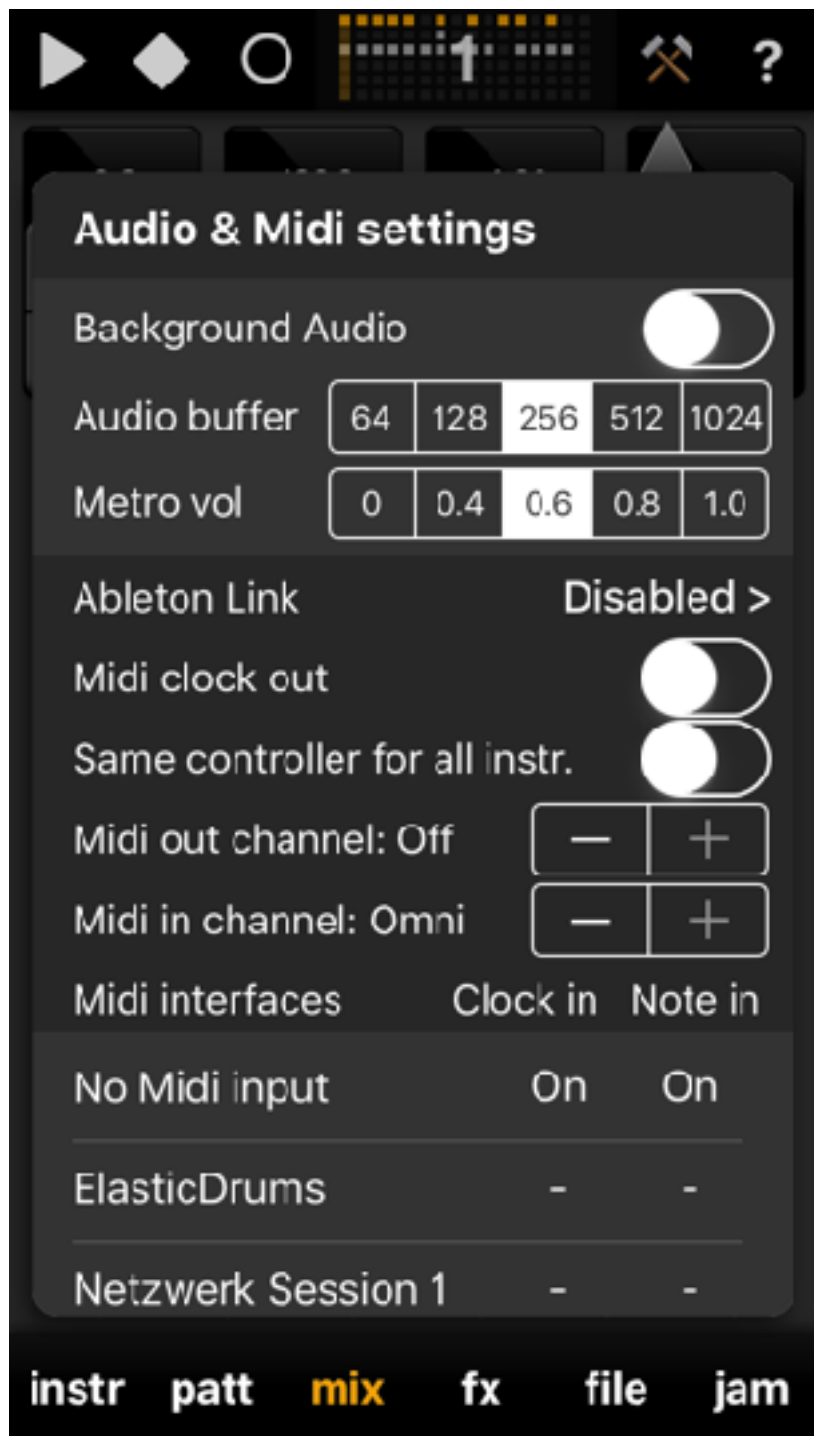 1 ?
Audio & Midi settings
Background Audio
Audio buffer 64 128 256 512 1024
Metro vol 0 0.4 0.6 0.8 1.0
Ableton Link Disabled >
Midi clock out
Same controller for all instr.
Midi out channel: Off − +
Midi in channel: Omni − +
Midi interfaces Clock in Note in
No Midi input On On
ElasticDrums - -
Netzwerk Session 1 - -
instr patt mix fx file jam